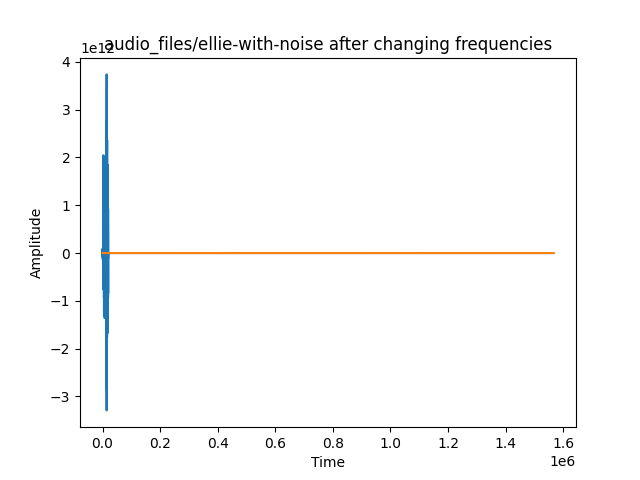 audio_files/ellie-with-noise after changing frequencies
1e12
4
3
2
1
0
−1
−2
−3
Amplitude
0.0 0.2 0.4 0.6 0.8 1.0 1.2 1.4 1.6
1e6
Time